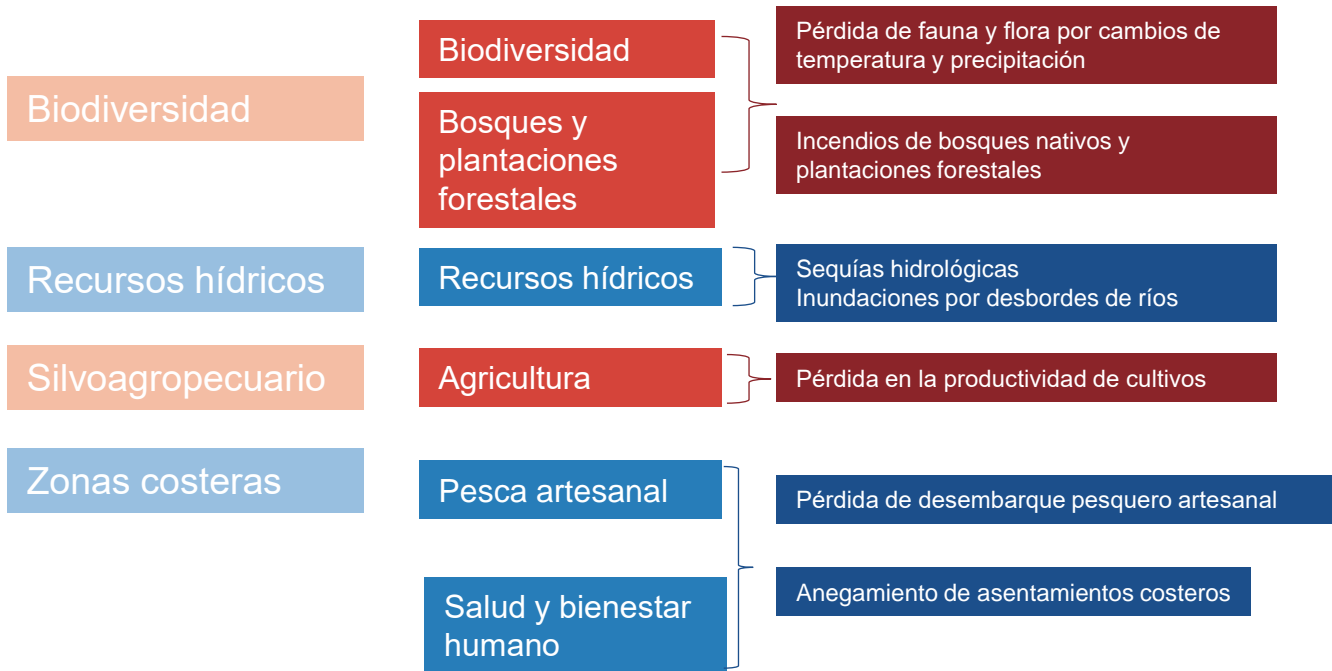 Biodiversidad
Biodiversidad
Bosques y
plantaciones
forestales
Pérdida de fauna y flora por cambios de
temperatura y precipitación
Incendios de bosques nativos y
plantaciones forestales
Recursos hídricos
Recursos hídricos
Sequías hidrológicas
Inundaciones por desbordes de ríos
Silvoagropecuario
Agricultura
Pérdida en la productividad de cultivos
Zonas costeras
Pesca artesanal
Salud y bienestar
humano
Pérdida de desembarque pesquero artesanal
Anegamiento de asentamientos costeros